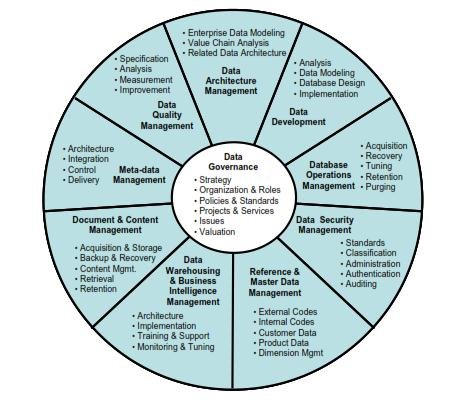 • Enterprise Data Modeling
• Value Chain Analysis
• Related Data Architecture
Data
Architecture
Management
• Analysis
• Data Modeling
• Database Design
• Implementation
Data
Development
• Acquisition
• Recovery
• Tuning
• Retention
• Purging
Database
Operations
Management
Data Security
Management
• Standards
• Classification
• Administration
• Authentication
• Auditing
Reference &
Master Data
Management
• External Codes
• Internal Codes
• Customer Data
• Product Data
• Dimension Mgmt
Data
Warehousing
& Business
Intelligence
Management
• Architecture
• Implementation
• Training & Support
• Monitoring & Tuning
Document & Content
Management
• Acquisition & Storage
• Backup & Recovery
• Content Mgmt.
• Retrieval
• Retention
• Architecture
• Integration
• Control
• Delivery
Meta-data
Management
• Specification
• Analysis
• Measurement
• Improvement
Data
Quality
Management
Data
Governance
• Strategy
• Organization & Roles
• Policies & Standards
• Projects & Services
• Issues
• Valuation